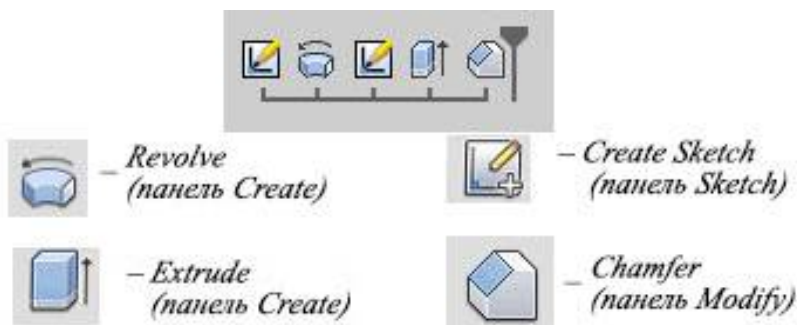 – Revolve
(панель Create)
– Create Sketch
(панель Sketch)
– Extrude
(панель Create)
– Chamfer
(панель Modify)